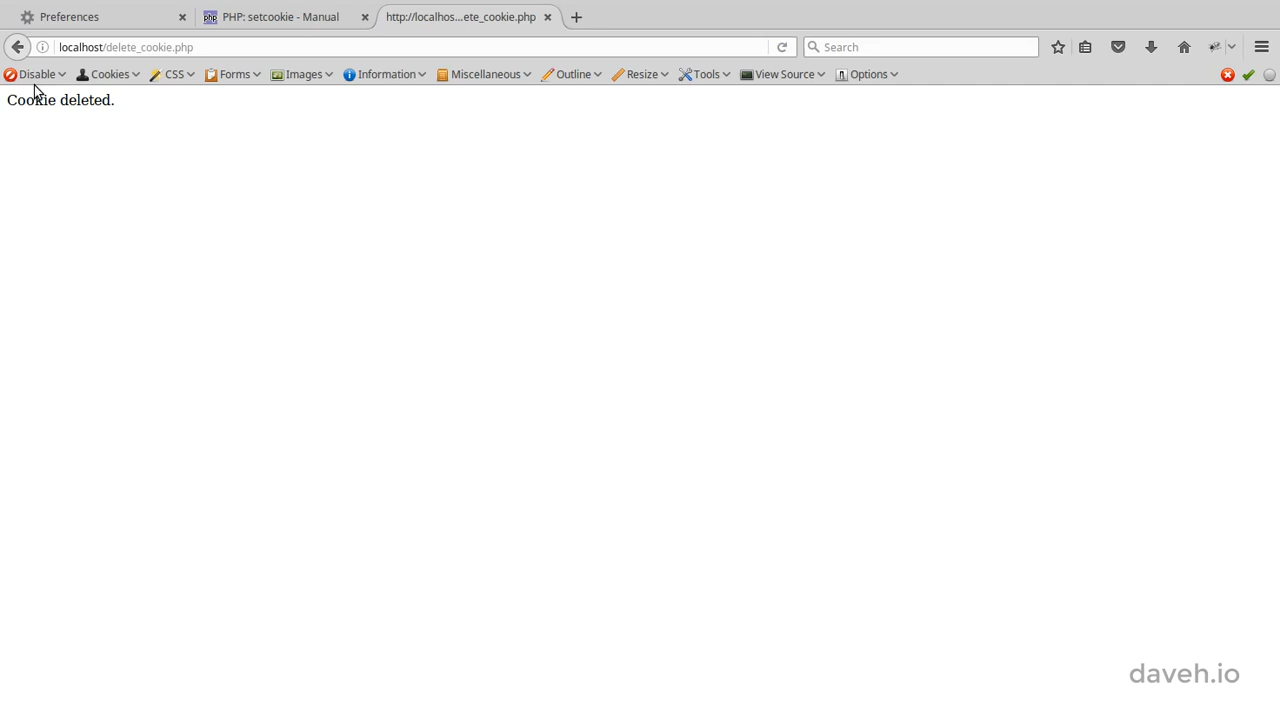 Preferences
PHP: setcookie - Manual
http://localhos...ete_cookie.php
localhost/delete_cookie.php
Search
Disable
Cookies
CSS
Forms
Images
Information
Miscellaneous
Outline
Resize
Tools
View Source
Options
Cookie deleted.
daveh.io